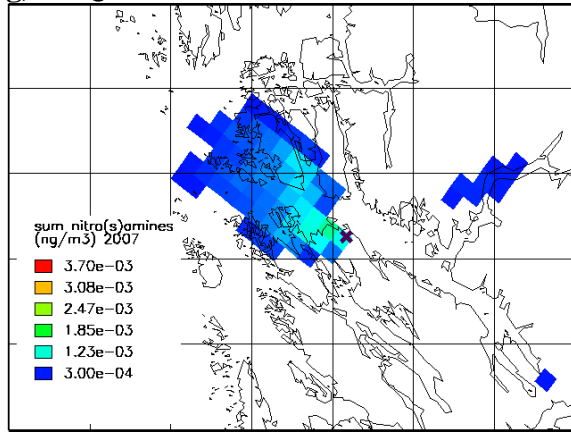 sum nitro(s)amines
(ng/m3) 2007
3.70e-03
3.08e-03
2.47e-03
1.85e-03
1.23e-03
3.00e-04